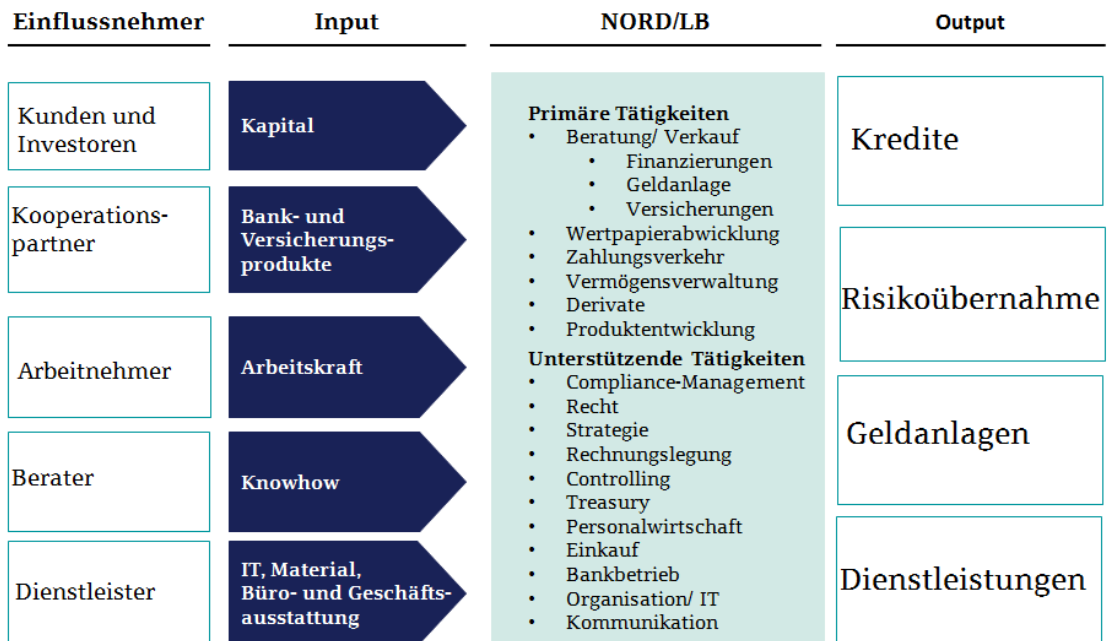 Einflussnehmer
Input
NORD/LB
Output
Kunden und
Investoren
Kooperations-
partner
Arbeitnehmer
Berater
Dienstleister
Kapital
Bank- und
Versicherungs-
produkte
Arbeitskraft
Knowhow
IT, Material,
Büro- und Geschäfts-
ausstattung
Primäre Tätigkeiten
• Beratung/ Verkauf
• Finanzierungen
• Geldanlage
• Versicherungen
• Wertpapierabwicklung
• Zahlungsverkehr
• Vermögensverwaltung
• Derivate
• Produktentwicklung
Unterstützende Tätigkeiten
• Compliance-Management
• Recht
• Strategie
• Rechnungslegung
• Controlling
• Treasury
• Personalwirtschaft
• Einkauf
• Bankbetrieb
• Organisation/ IT
• Kommunikation
Kredite
Risikoübernahme
Geldanlagen
Dienstleistungen